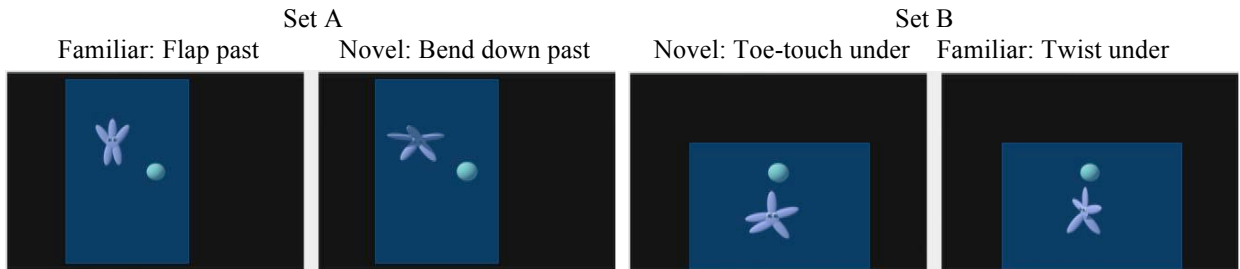 Set A Set B
Familiar: Flap past Novel: Bend down past Novel: Toe-touch under Familiar: Twist under